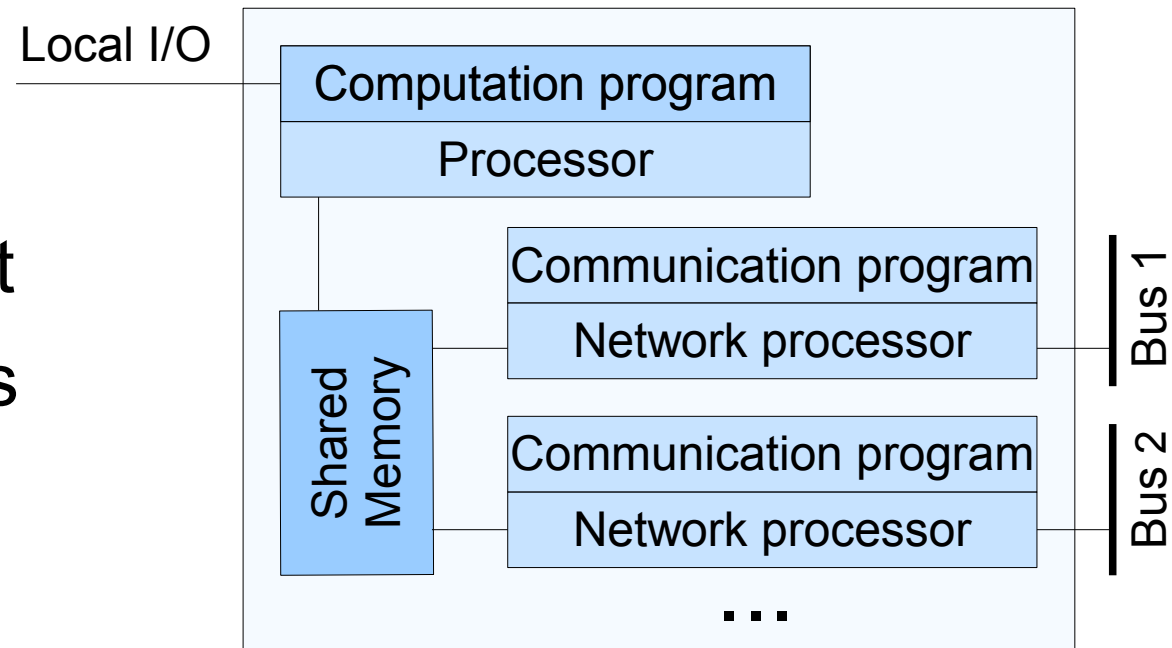 Local I/O
Computation program
Processor
t
s
Communication program
Network processor
Bus 1
Shared
Memory
Communication program
Network processor
Bus 2
...